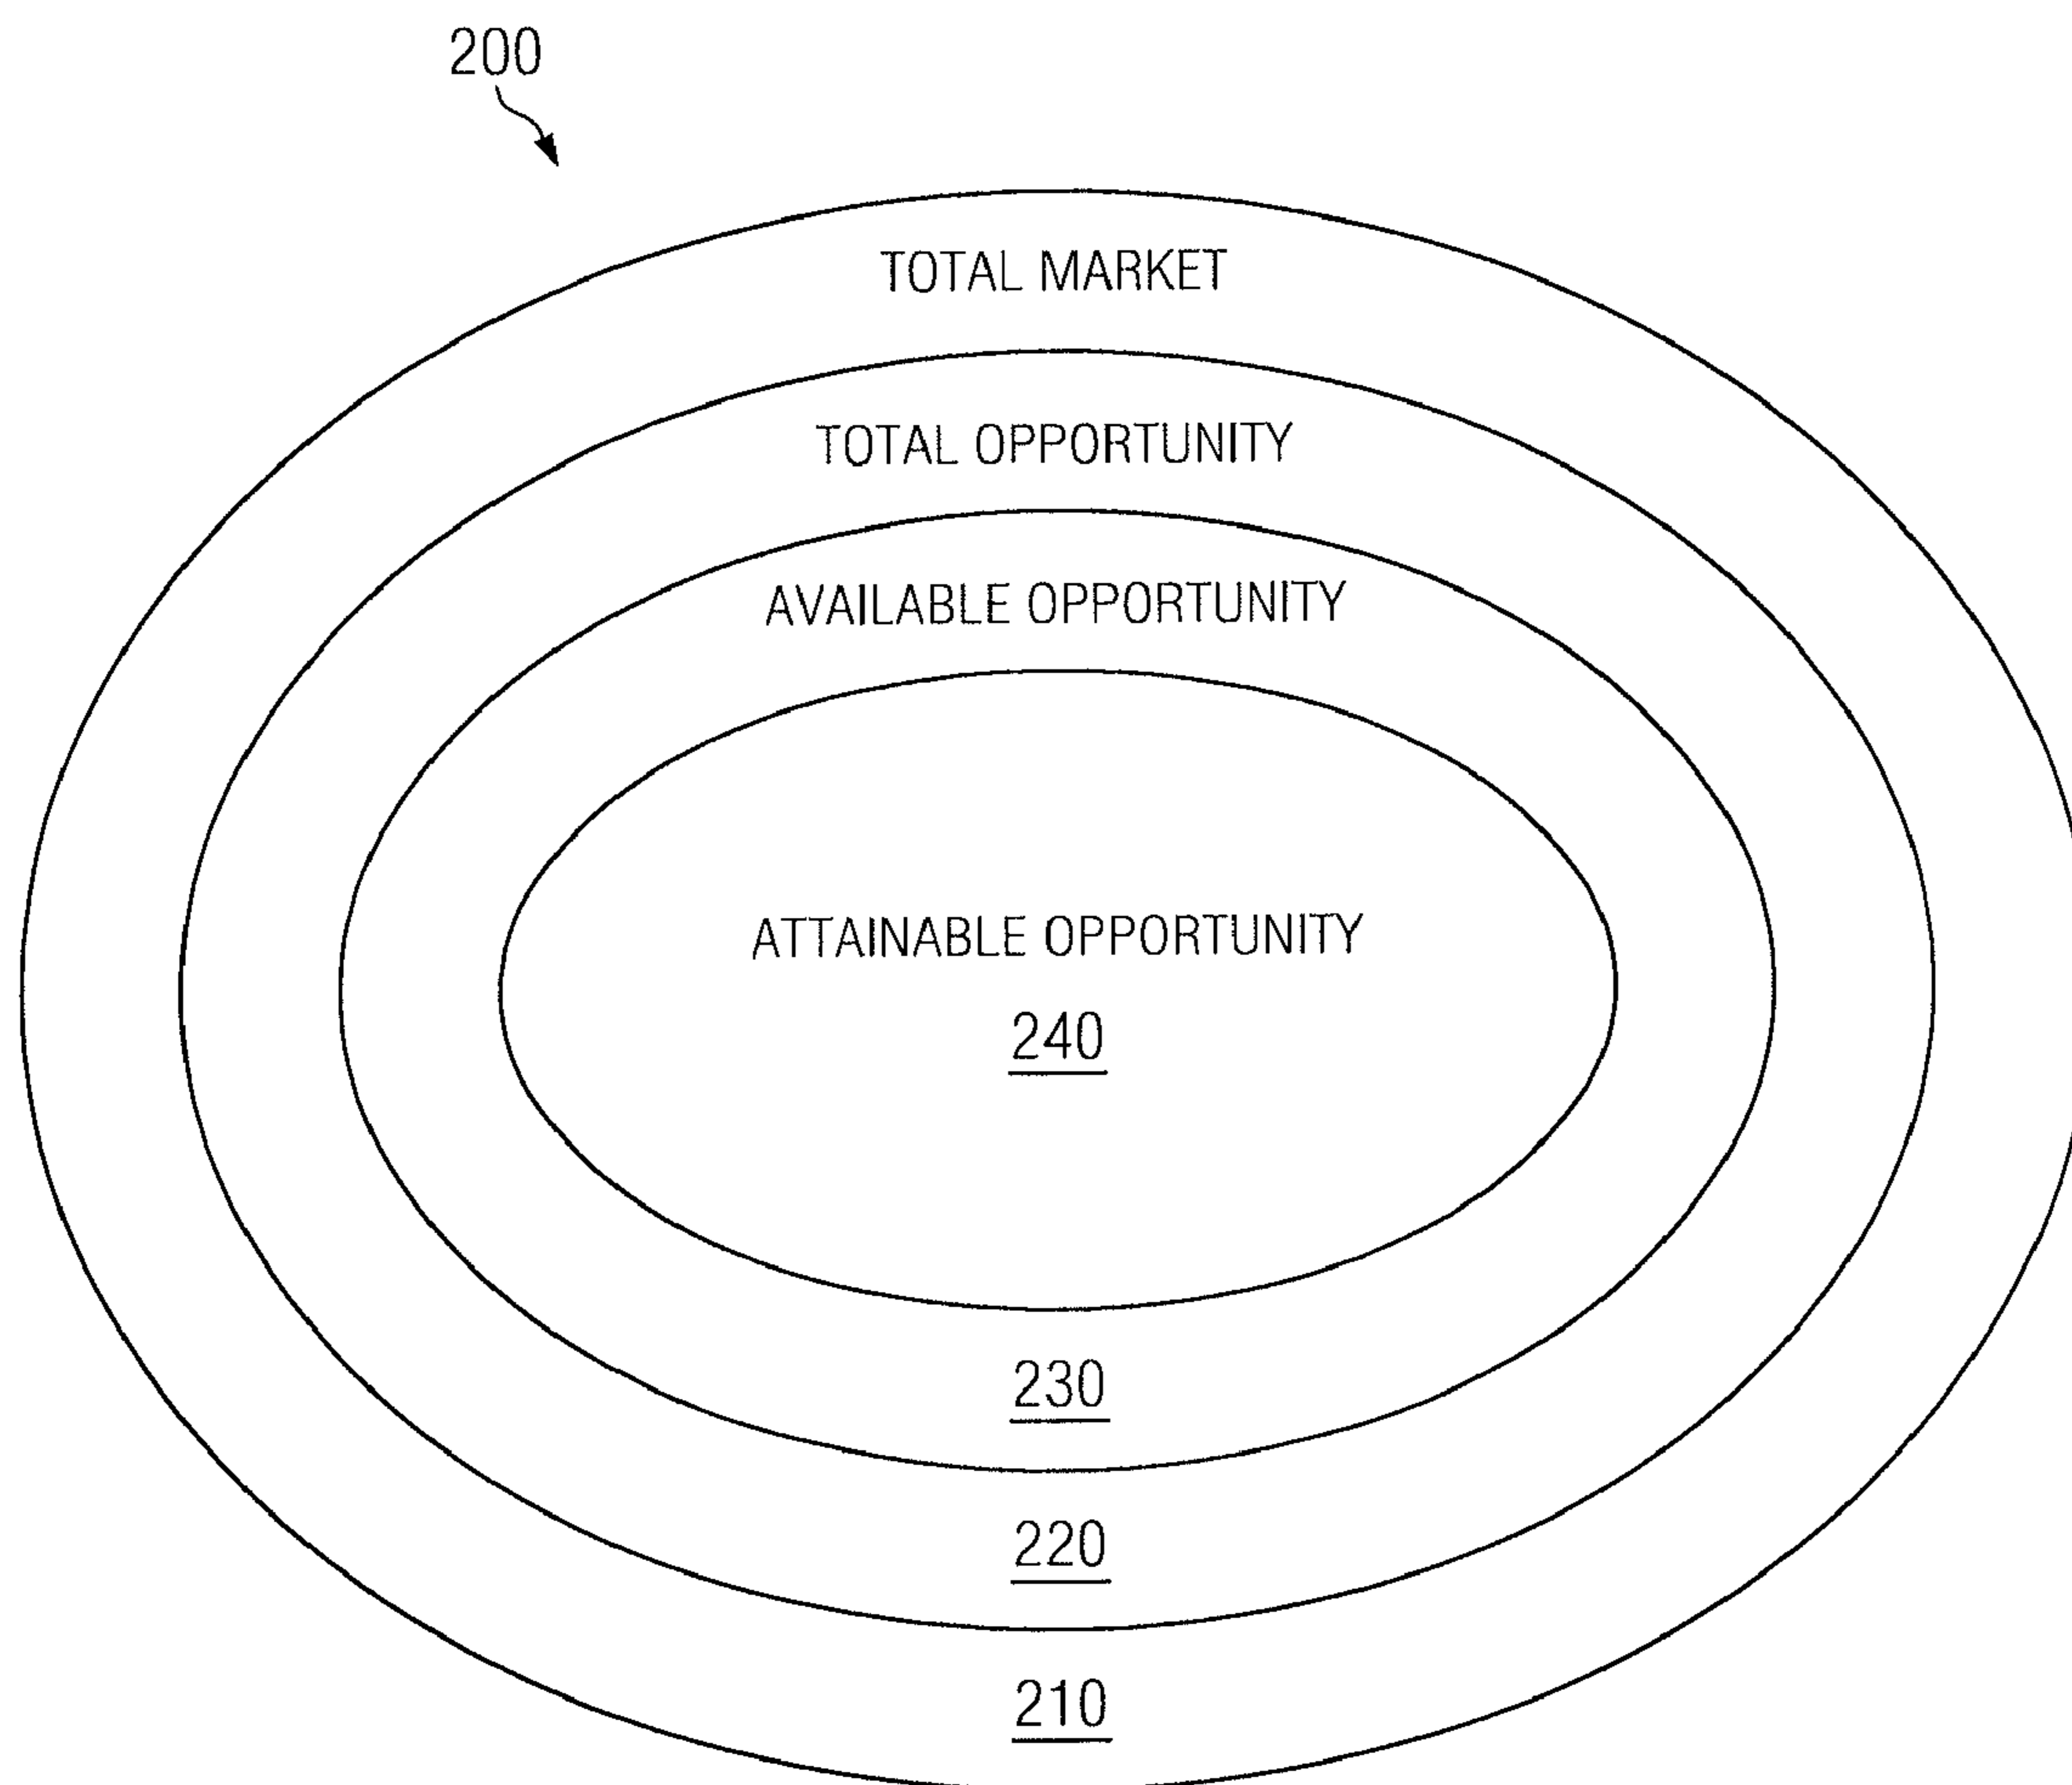 200
TOTAL MARKET
TOTAL OPPORTUNITY
AVAILABLE OPPORTUNITY
ATTAINABLE OPPORTUNITY
240
230
220
210